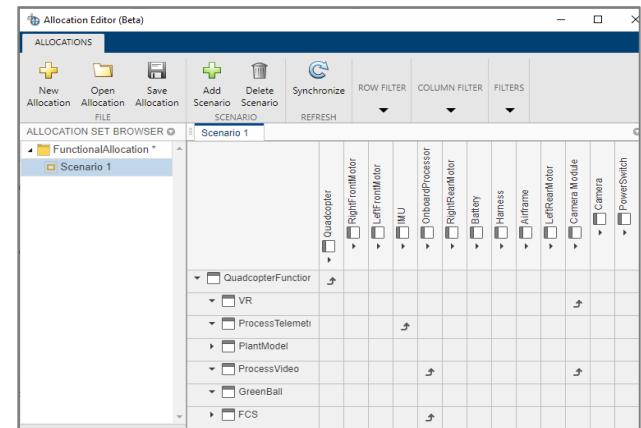 Allocation Editor (Beta)
ALLOCATIONS
New Allocation
Open Allocation
Save Allocation
Add Scenario
Delete Scenario
Synchronize
ROW FILTER
COLUMN FILTER
FILTERS
FILE
SCENARIO
REFRESH
ALLOCATION SET BROWSER
Scenario 1
FunctionalAllocation *
Scenario 1
Quadcopter
RightFrontMotor
LeftFrontMotor
IMU
OnboardProcessor
RightRearMotor
Battery
Harness
Airframe
LeftRearMotor
Camera Module
Camera
PowerSwitch
QuadcopterFunction
VR
ProcessTelemetr
PlantModel
ProcessVideo
GreenBall
FCS